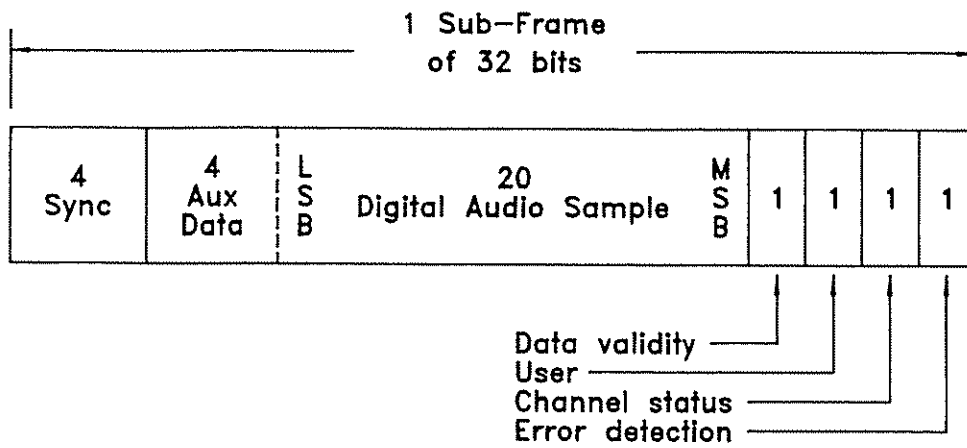 1 Sub-Frame
of 32 bits
4
Sync
4
Aux
Data
L
S
B
20
Digital Audio Sample
M
S
B
1
1
1
1
Data validity
User
Channel status
Error detection